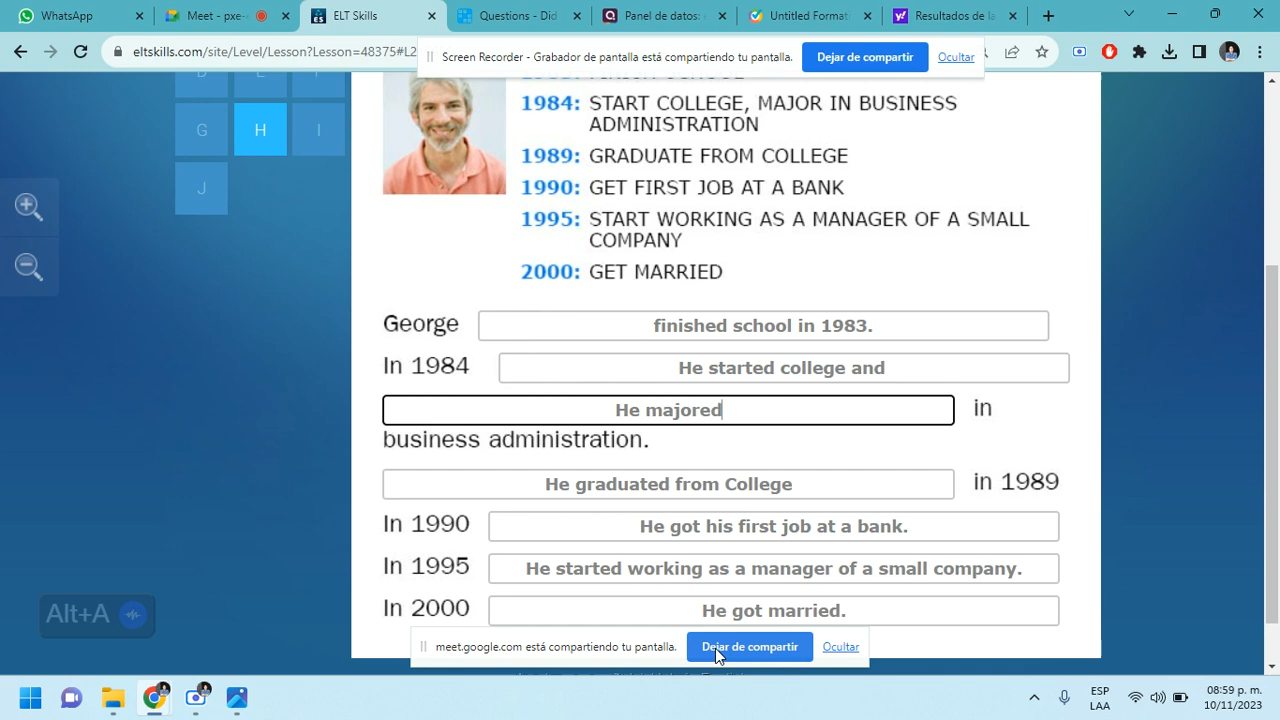 WhatsApp
Meet - pxe-
ELT Skills
Questions - Did
Panel de datos:
Untitled Format
Resultados de la
eltskills.com/site/Level/Lesson?Lesson=48375#L2
Screen Recorder - Grabador de pantalla está compartiendo tu pantalla.
Dejar de compartir
Ocultar
G H I
J
1984: START COLLEGE, MAJOR IN BUSINESS
ADMINISTRATION
1989: GRADUATE FROM COLLEGE
1990: GET FIRST JOB AT A BANK
1995: START WORKING AS A MANAGER OF A SMALL
COMPANY
2000: GET MARRIED
George finished school in 1983.
In 1984 He started college and
He majored in
business administration.
He graduated from College in 1989
In 1990 He got his first job at a bank.
In 1995 He started working as a manager of a small company.
In 2000 He got married.
Alt+A
meet.google.com está compartiendo tu pantalla.
Dejar de compartir
Ocultar
ESP
LAA
08:59 p. m.
10/11/2023